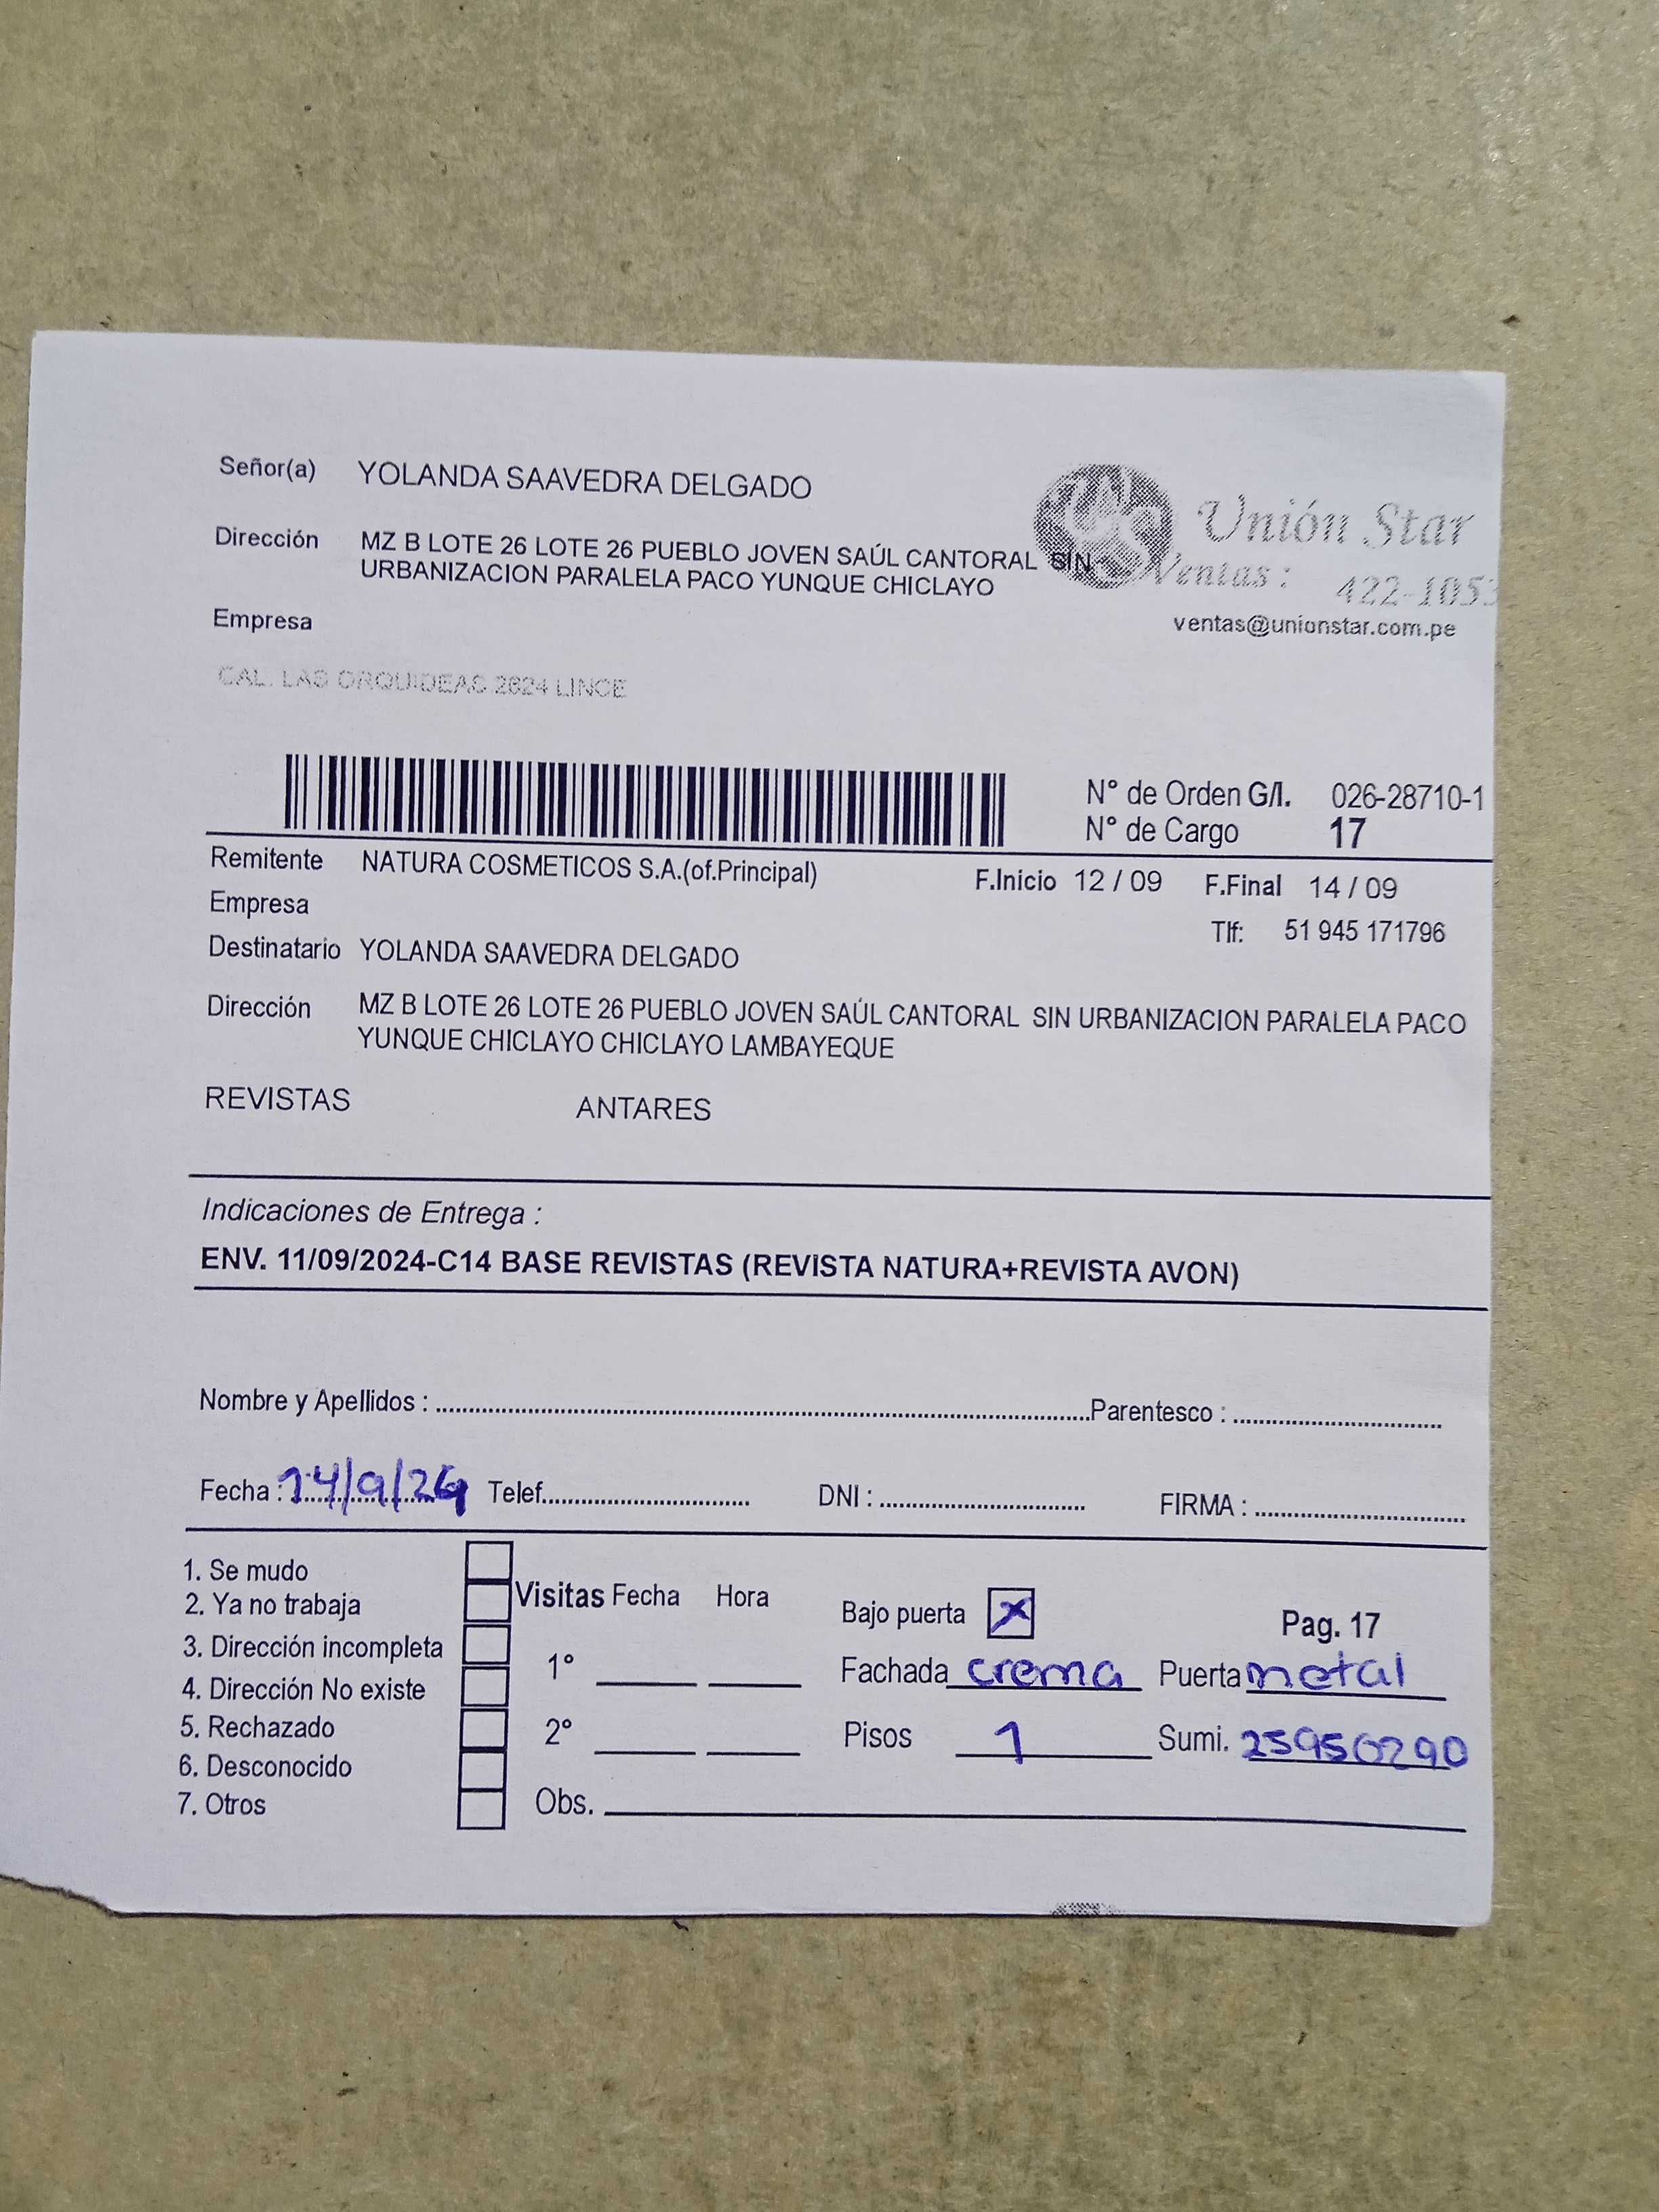 Señor(a) YOLANDA SAAVEDRA DELGADO
Unión Star
Dirección MZ B LOTE 26 LOTE 26 PUEBLO JOVEN SAÚL CANTORAL SIN
URBANIZACION PARALELA PACO YUNQUE CHICLAYO
Ventas : 422-1053
Empresa
ventas@unionstar.com.pe
CAL. LAS ORQUIDEAS 2624 LINCE
N° de Orden G/I. 026-28710-1
N° de Cargo 17
Remitente NATURA COSMETICOS S.A.(of.Principal)
F.Inicio 12 / 09 F.Final 14 / 09
Empresa
Tlf: 51 945 171796
Destinatario YOLANDA SAAVEDRA DELGADO
Dirección MZ B LOTE 26 LOTE 26 PUEBLO JOVEN SAÚL CANTORAL SIN URBANIZACION PARALELA PACO
YUNQUE CHICLAYO CHICLAYO LAMBAYEQUE
REVISTAS ANTARES
Indicaciones de Entrega :
ENV. 11/09/2024-C14 BASE REVISTAS (REVISTA NATURA+REVISTA AVON)
Nombre y Apellidos : Parentesco :
Fecha : 14/9/24 Telef. DNI : FIRMA :
1. Se mudo
2. Ya no trabaja
3. Dirección incompleta
4. Dirección No existe
5. Rechazado
6. Desconocido
7. Otros
Visitas Fecha Hora
1°
2°
Obs.
Bajo puerta X
Pag. 17
Fachada crema Puerta metal
Pisos 1 Sumi. 25950290